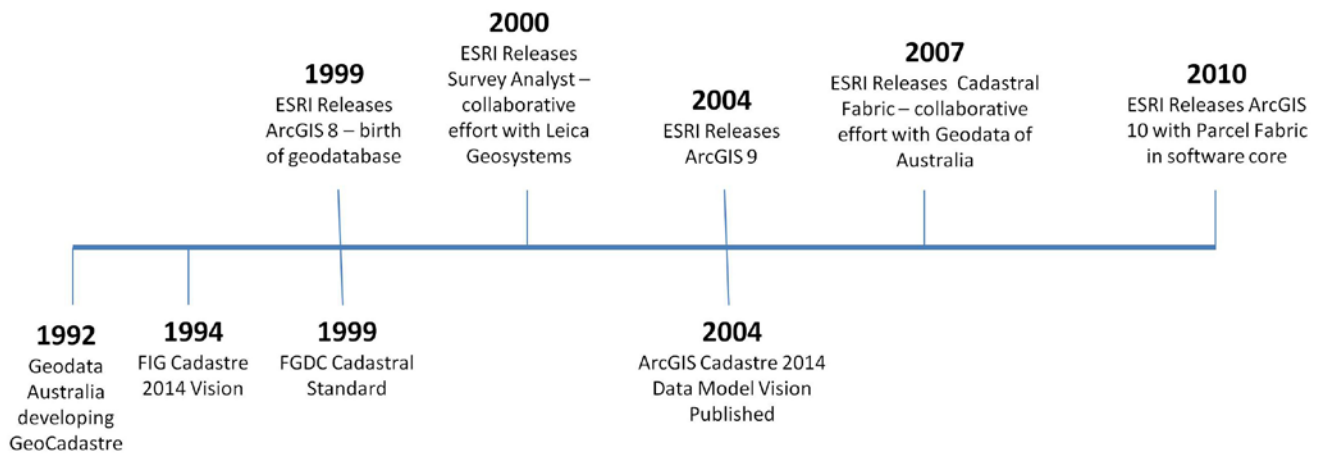 1999
ESRI Releases
ArcGIS 8 – birth
of geodatabase
2000
ESRI Releases
Survey Analyst –
collaborative
effort with Leica
Geosystems
2004
ESRI Releases
ArcGIS 9
2007
ESRI Releases  Cadastral
Fabric – collaborative
effort with Geodata of
Australia
2010
ESRI Releases ArcGIS
10 with Parcel Fabric
in software core
1992
Geodata
Australia
developing
GeoCadastre
1994
FIG Cadastre
2014 Vision
1999
FGDC Cadastral
Standard
2004
ArcGIS Cadastre 2014
Data Model Vision
Published